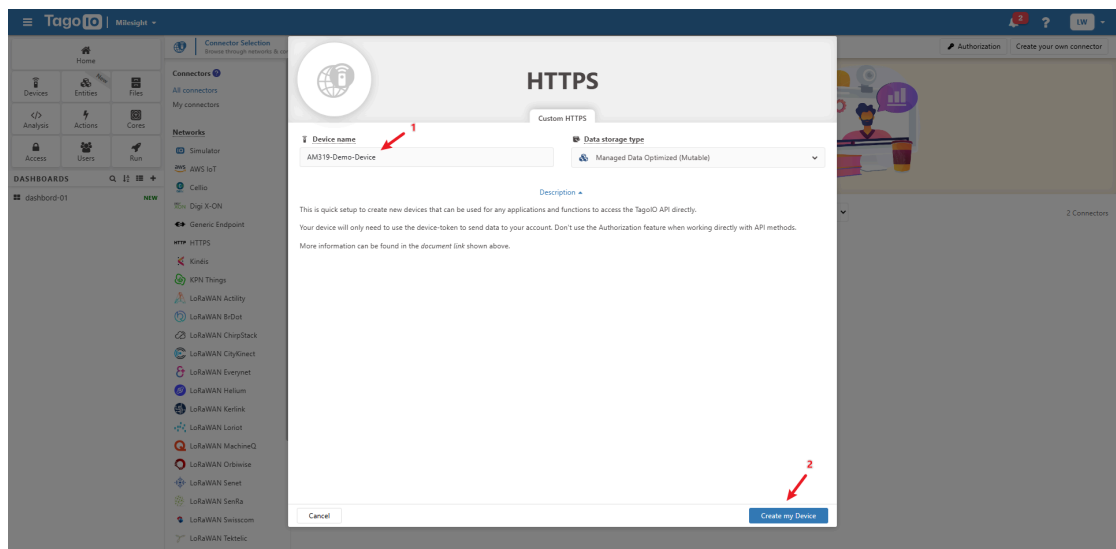 Tago IO Milesight
2 ? LW
Home
Devices Entities New Files
Analysis Actions Cores
Access Users Run
DASHBOARDS
dashbord-01 NEW
Connector Selection
Browse through networks & con
Authorization Create your own connector
Connectors ?
All connectors
My connectors
Networks
Simulator
aws AWS IoT
Cellio
Digi X-ON
Generic Endpoint
HTTP HTTPS
Kinéis
KPN Things
LoRaWAN Actility
LoRaWAN BrDot
LoRaWAN ChirpStack
LoRaWAN CityKinect
LoRaWAN Everynet
LoRaWAN Helium
LoRaWAN Kerlink
LoRaWAN Loriot
LoRaWAN MachineQ
LoRaWAN Orbiwise
LoRaWAN Senet
LoRaWAN SenRa
LoRaWAN Swisscom
LoRaWAN Tektelic
HTTPS
Custom HTTPS
1
Device name Data storage type
AM319-Demo-Device Managed Data Optimized (Mutable)
Description
This is quick setup to create new devices that can be used for any applications and functions to access the TagoIO API directly.
Your device will only need to use the device-token to send data to your account. Don't use the Authorization feature when working directly with API methods.
More information can be found in the document link shown above.
2 Connectors
2
Cancel Create my Device